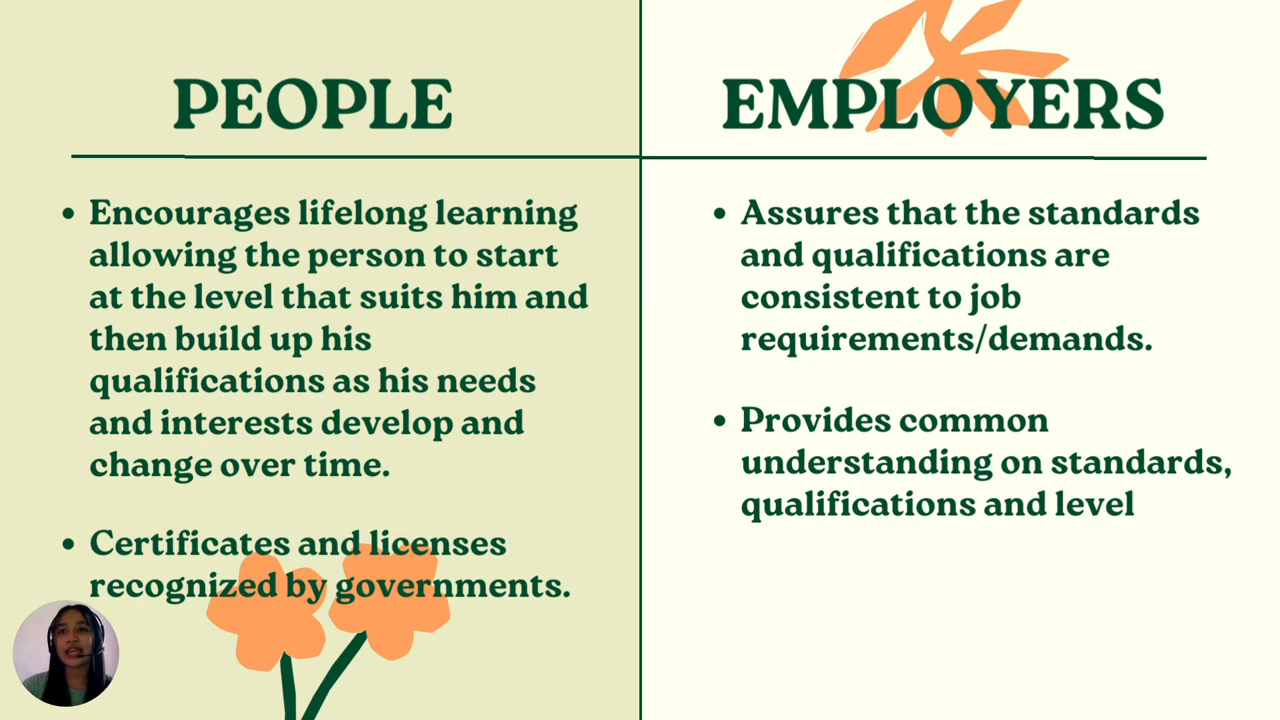 PEOPLE
Encourages lifelong learning
allowing the person to start
at the level that suits him and
then build up his
qualifications as his needs
and interests develop and
change over time.
Certificates and licenses
recognized by governments.
EMPLOYERS
Assures that the standards
and qualifications are
consistent to job
requirements/demands.
Provides common
understanding on standards,
qualifications and level